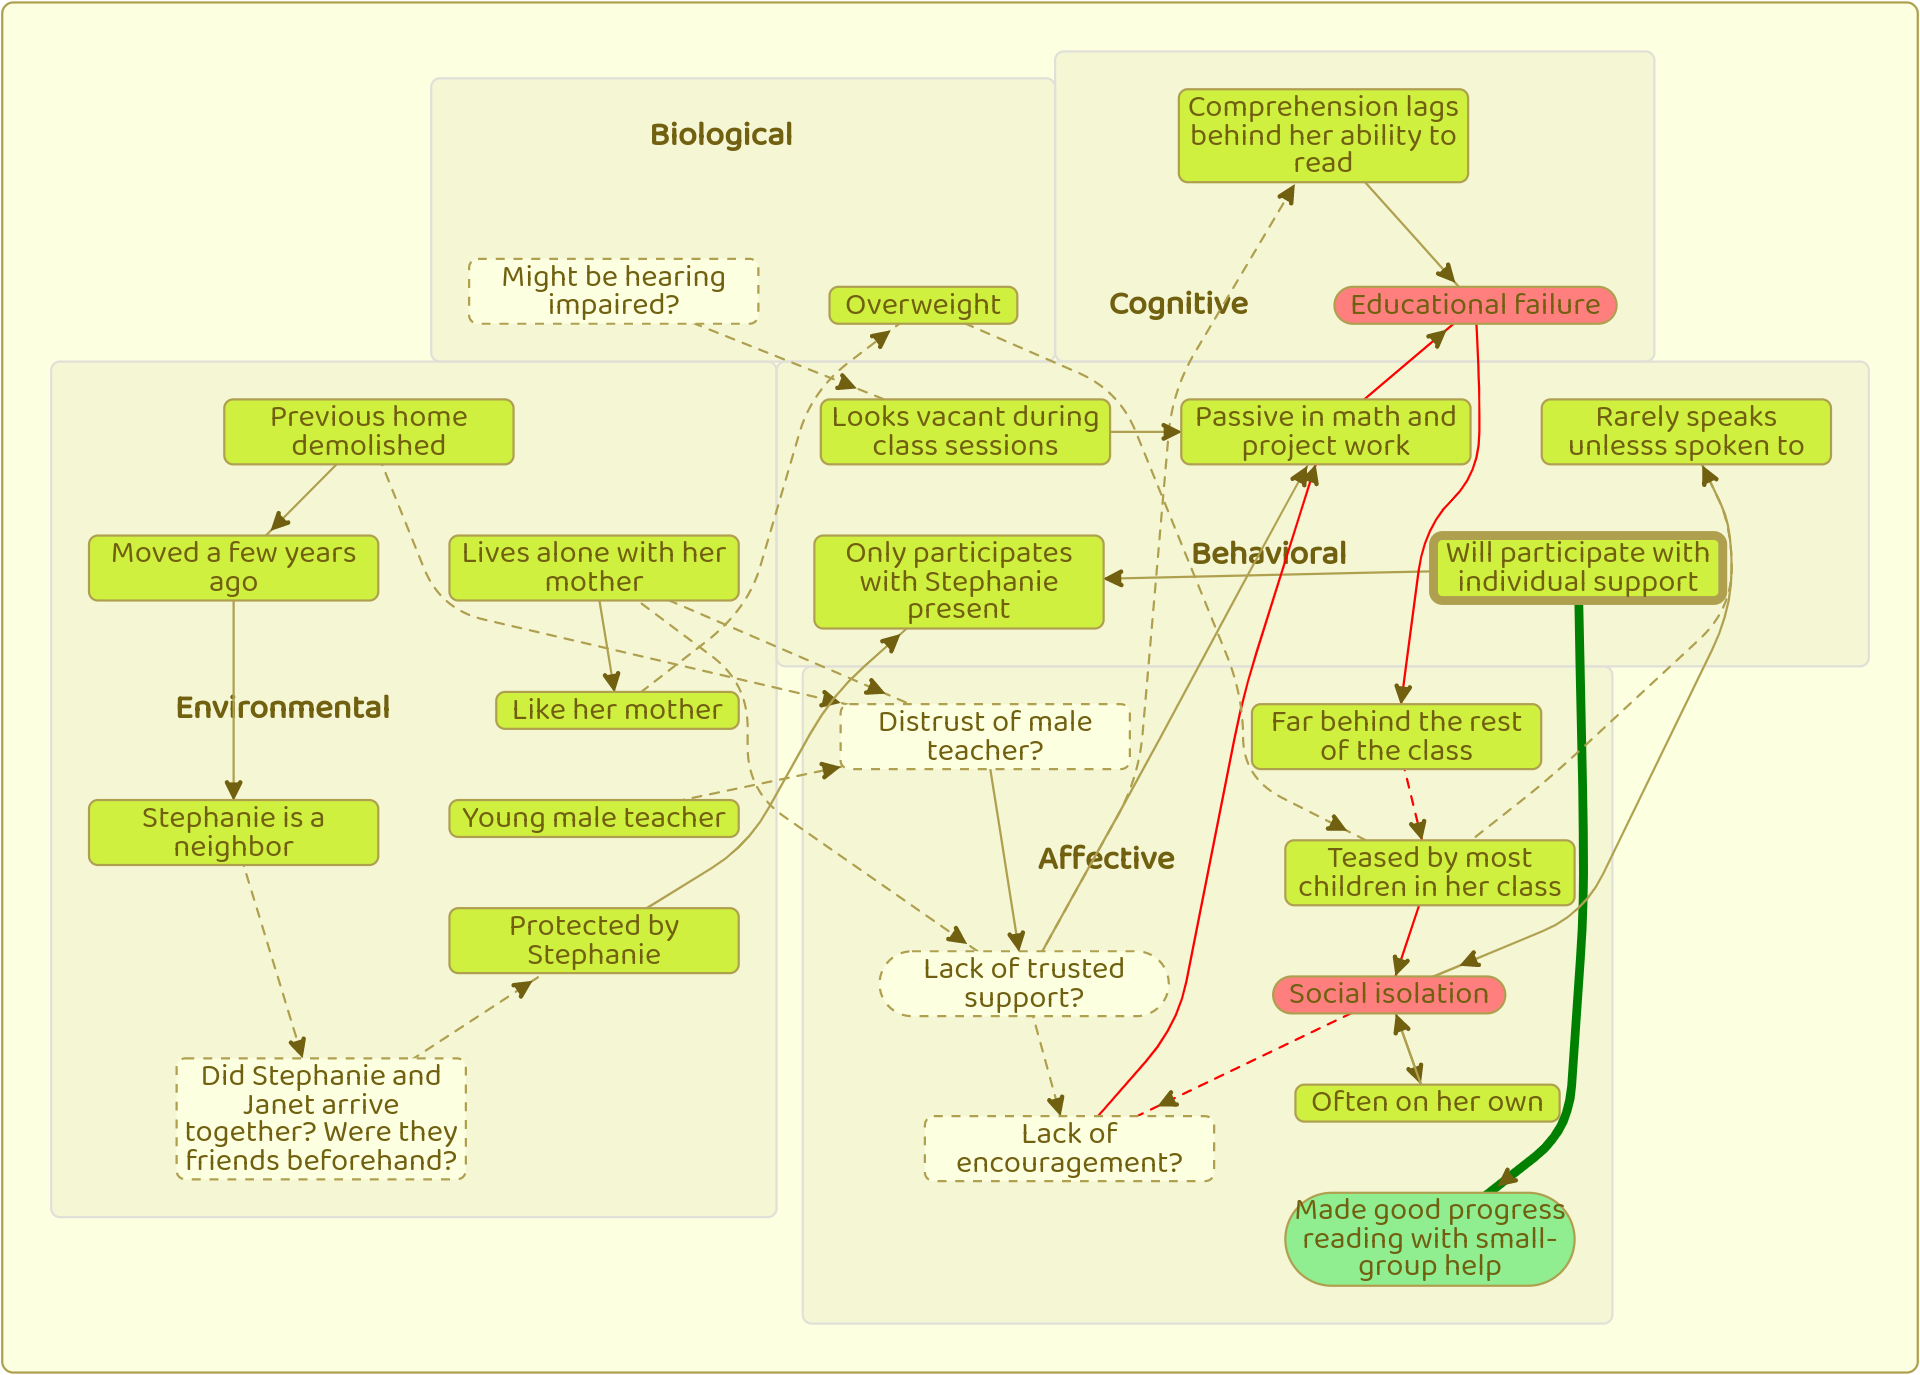 Biological
Comprehension lags
behind her ability to
read
Might be hearing
impaired?
Overweight
Cognitive
Educational failure
Previous home
demolished
Looks vacant during
class sessions
Passive in math and
project work
Rarely speaks
unlesss spoken to
Moved a few years
ago
Lives alone with her
mother
Only participates
with Stephanie
present
Behavioral
Will participate with
individual support
Environmental
Like her mother
Distrust of male
teacher?
Far behind the rest
of the class
Stephanie is a
neighbor
Young male teacher
Affective
Teased by most
children in her class
Protected by
Stephanie
Lack of trusted
support?
Social isolation
Did Stephanie and
Janet arrive
together? Were they
friends beforehand?
Often on her own
Lack of
encouragement?
Made good progress
reading with small-
group help